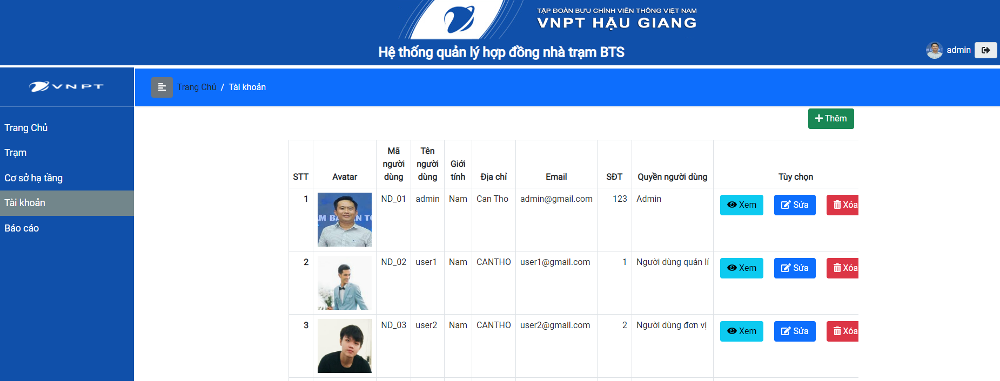 TẬP ĐOÀN BƯU CHÍNH VIỄN THÔNG VIỆT NAM
VNPT HẬU GIANG
Hệ thống quản lý hợp đồng nhà trạm BTS
admin
VNPT
Trang Chủ / Tài khoản
Trang Chủ
Trạm
Cơ sở hạ tầng
Tài khoản
Báo cáo
Thêm
STT Avatar Mã người dùng Tên người dùng Giới tính Địa chỉ Email SĐT Quyền người dùng Tùy chọn
1 ND_01 admin Nam Can Tho admin@gmail.com 123 Admin Xem Sửa Xóa
2 ND_02 user1 Nam CANTHO user1@gmail.com 1 Người dùng quản lí Xem Sửa Xóa
3 ND_03 user2 Nam CANTHO user2@gmail.com 2 Người dùng đơn vị Xem Sửa Xóa